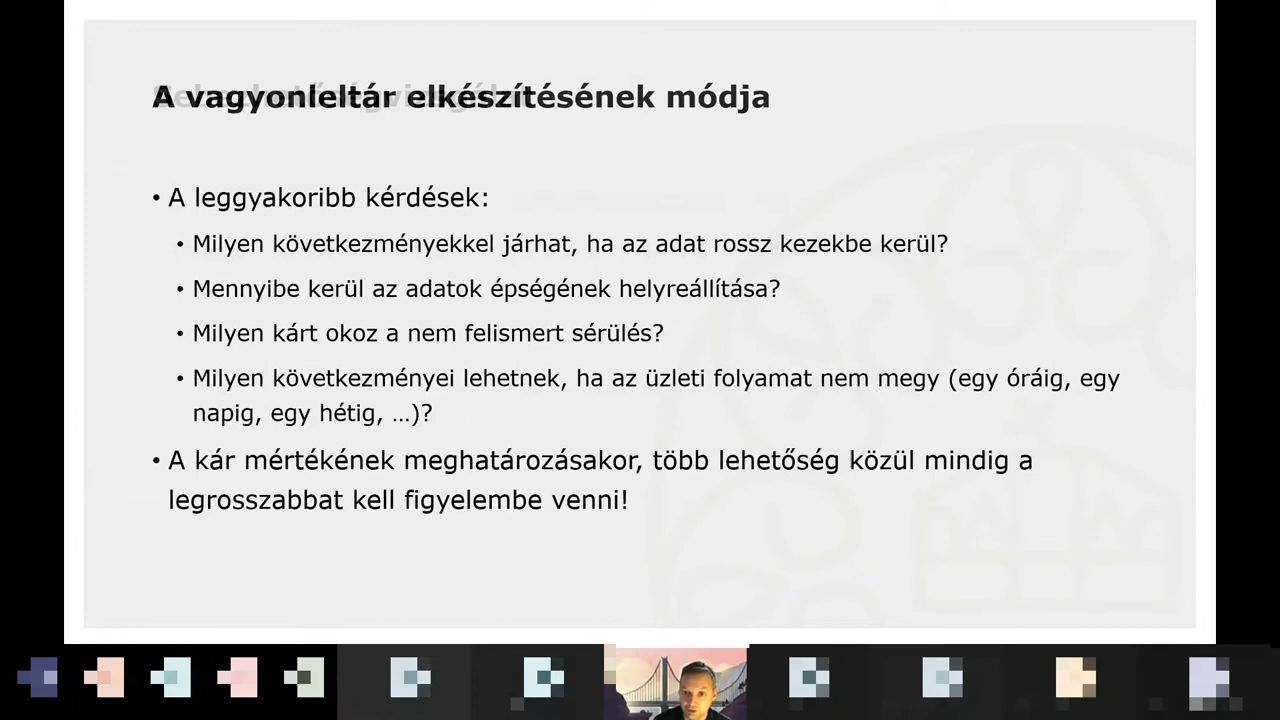 A vagyonleltár elkészítésének módja
• A leggyakoribb kérdések:
• Milyen következményekkel járhat, ha az adat rossz kezekbe kerül?
• Mennyibe kerül az adatok épségének helyreállítása?
• Milyen kárt okoz a nem felismert sérülés?
• Milyen következményei lehetnek, ha az üzleti folyamat nem megy (egy óráig, egy
napig, egy hétig, …)?
• A kár mértékének meghatározásakor, több lehetőség közül mindig a
legrosszabbat kell figyelembe venni!